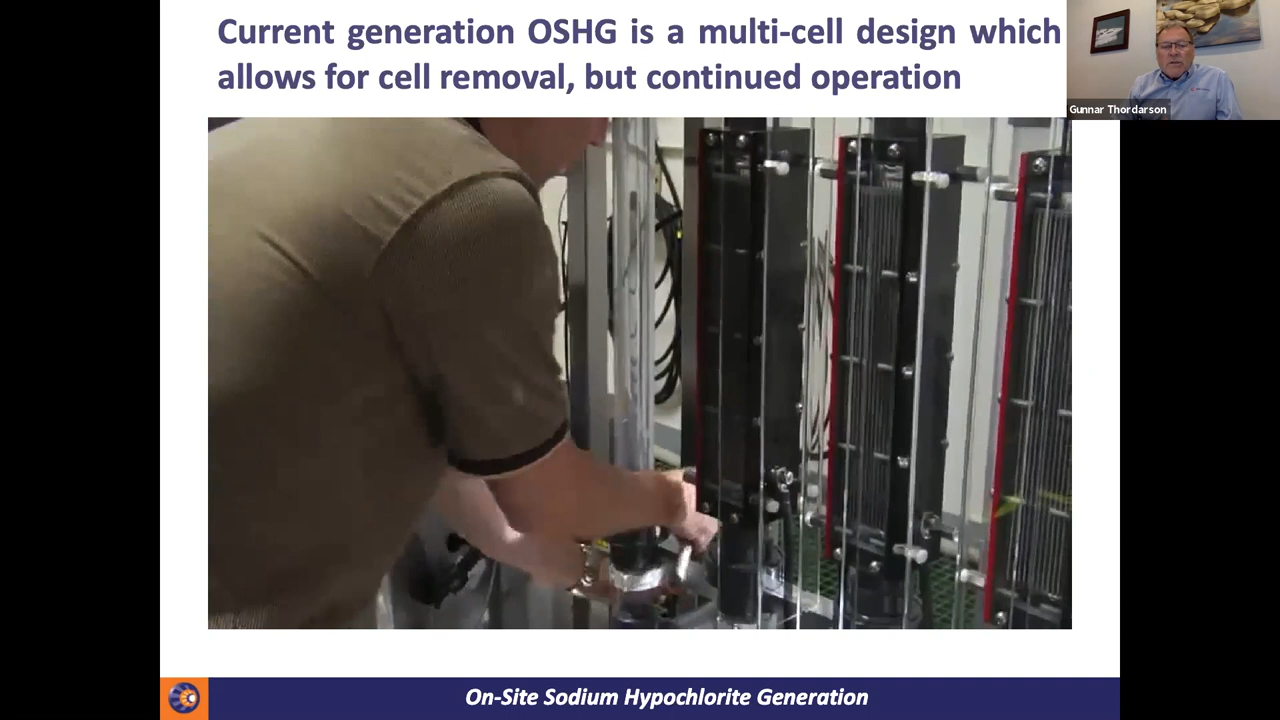 Current generation OSHG is a multi-cell design which
allows for cell removal, but continued operation
Gunnar Thordarson
On-Site Sodium Hypochlorite Generation